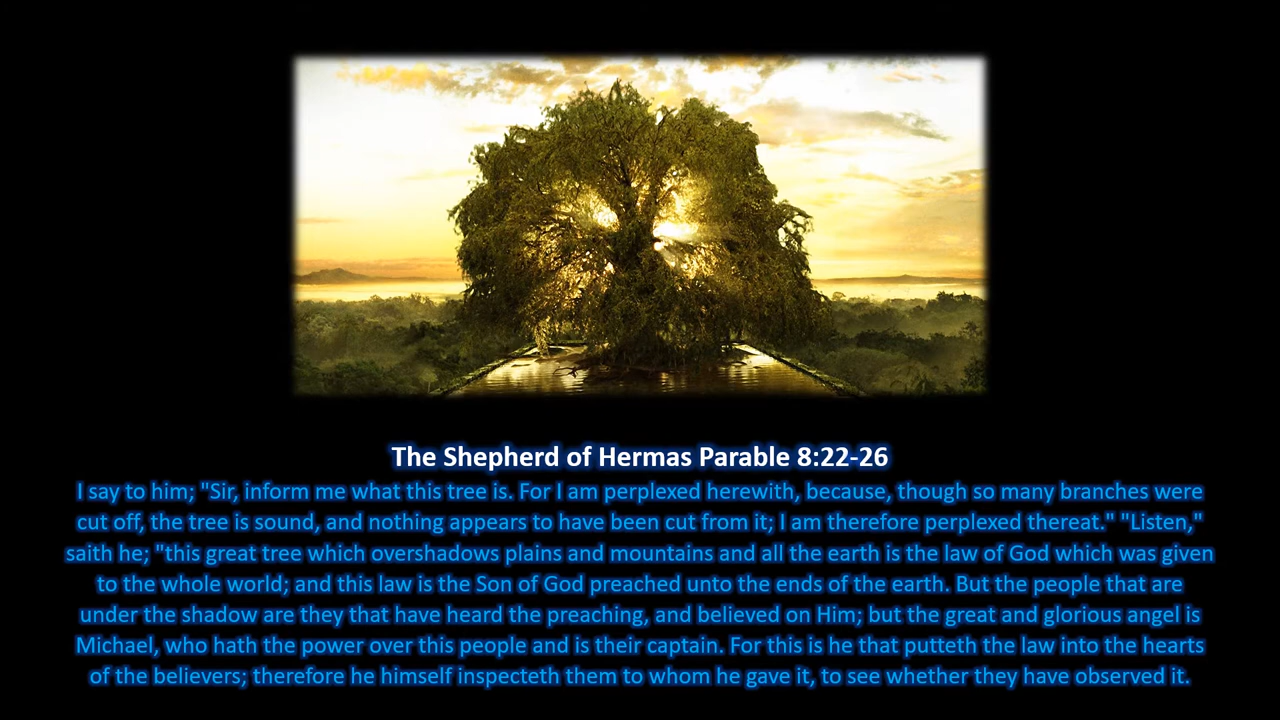 The Shepherd of Hermas Parable 8:22-26
I say to him; "Sir, inform me what this tree is. For I am perplexed herewith, because, though so many branches were
cut off, the tree is sound, and nothing appears to have been cut from it; I am therefore perplexed thereat." "Listen,"
saith he; "this great tree which overshadows plains and mountains and all the earth is the law of God which was given
to the whole world; and this law is the Son of God preached unto the ends of the earth. But the people that are
under the shadow are they that have heard the preaching, and believed on Him; but the great and glorious angel is
Michael, who hath the power over this people and is their captain. For this is he that putteth the law into the hearts
of the believers; therefore he himself inspecteth them to whom he gave it, to see whether they have observed it.